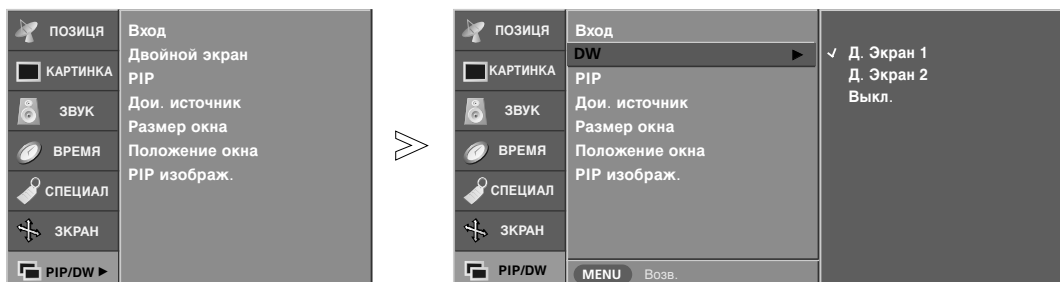 ПОЗИЦЯ
КАРТИНКА
ЗВУК
ВРЕМЯ
СПЕЦИАЛ
ЗКРАН
PIP/DW ►
Вход
Двойной экран
PIP
Дои. источник
Размер окна
Положение окна
PIP изображ.
ПОЗИЦЯ
КАРТИНКА
ЗВУК
ВРЕМЯ
СПЕЦИАЛ
ЗКРАН
PIP/DW
Вход
DW ►
PIP
Дои. источник
Размер окна
Положение окна
PIP изображ.
MENU Возв.
✓ Д. Экран 1
Д. Экран 2
Выкл.